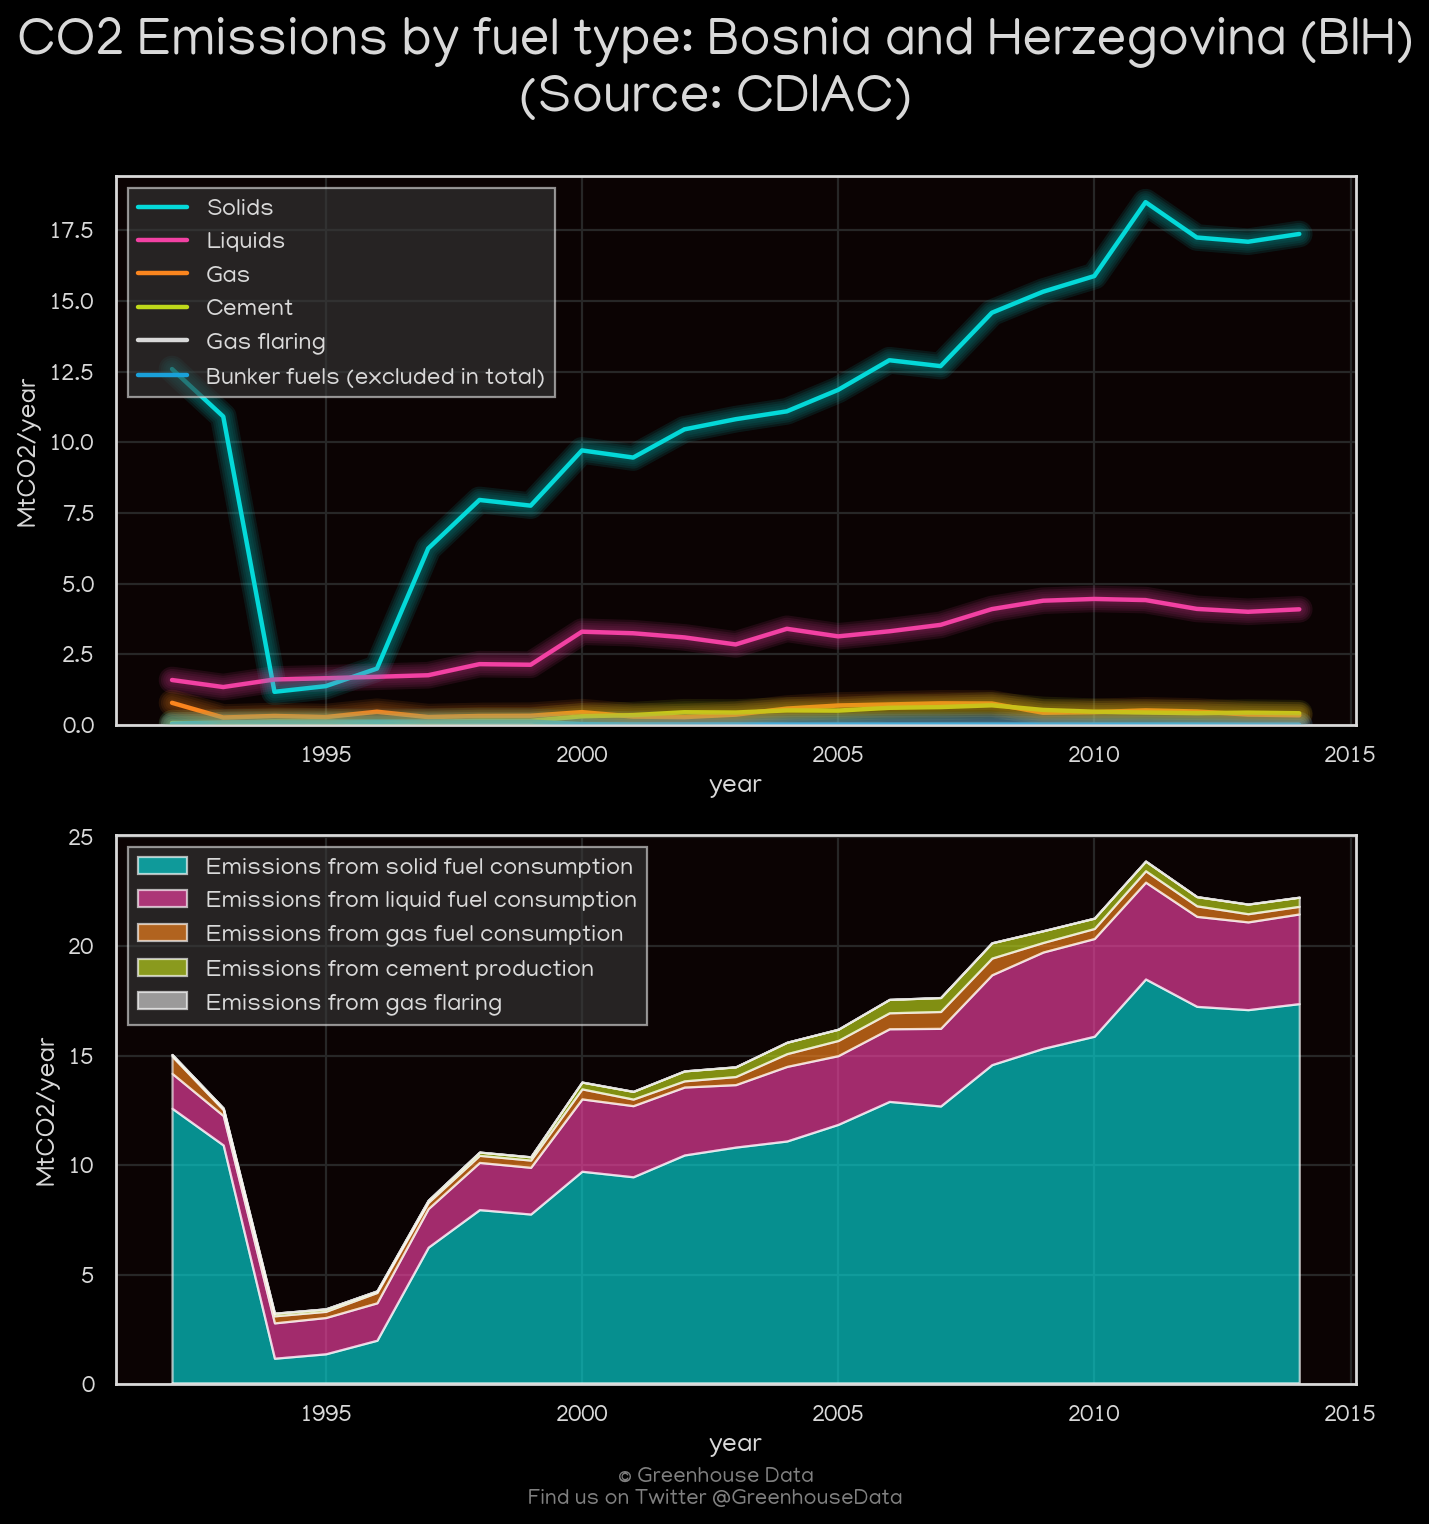 CO2 Emissions by fuel type: Bosnia and Herzegovina (BIH)
(Source: CDIAC)
Solids
Liquids
Gas
Cement
Gas flaring
Bunker fuels (excluded in total)
MtCO2/year
17.5
15.0
12.5
10.0
7.5
5.0
2.5
0.0
1995
2000
2005
2010
2015
year
Emissions from solid fuel consumption
Emissions from liquid fuel consumption
Emissions from gas fuel consumption
Emissions from cement production
Emissions from gas flaring
MtCO2/year
25
20
15
10
5
0
1995
2000
2005
2010
2015
year
© Greenhouse Data
Find us on Twitter @GreenhouseData